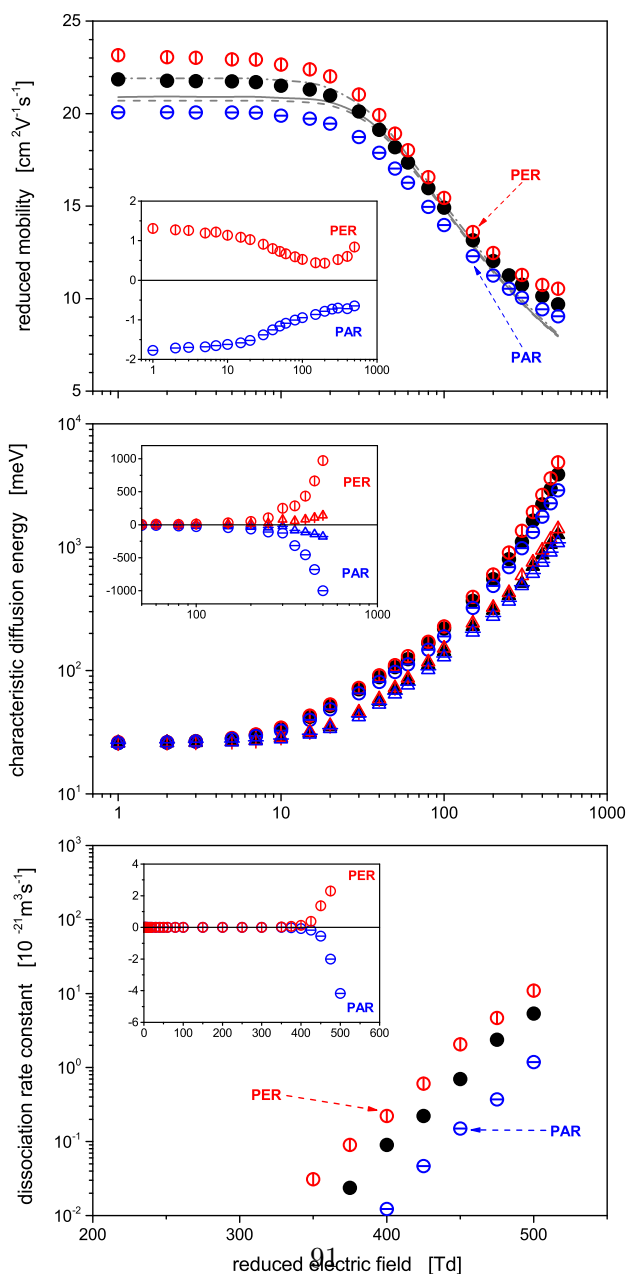 25
20
15
10
5
reduced mobility [cm²V⁻¹s⁻¹]
PER
PAR
2
1
0
-1
-2
PER
PAR
1 10 100 1000
10⁴
10³
10²
10¹
characteristic diffusion energy [meV]
1000
500
0
-500
-1000
PER
PAR
100 1000
1 10 100 1000
10³
10²
10¹
10⁰
10⁻¹
10⁻²
dissociation rate constant [10⁻²¹m³s⁻¹]
4
2
0
-2
-4
-6
PER
PAR
0 100 200 300 400 500 600
PER
PAR
200 300 400 500
reduced electric field [Td]
91